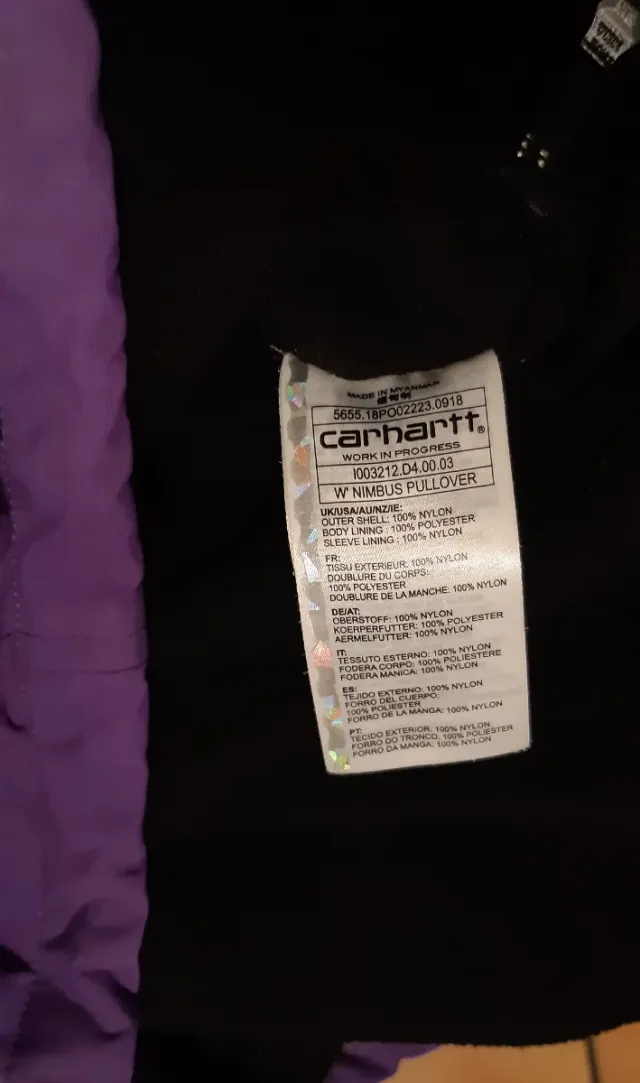 MADE IN MYANMAR
5655.18PO02223.0918
carhartt®
WORK IN PROGRESS
I003212.D4.00.03
W' NIMBUS PULLOVER
UK/USA/AU/NZ/IE:
OUTER SHELL: 100% NYLON
BODY LINING : 100% POLYESTER
SLEEVE LINING : 100% NYLON
FR:
TISSU EXTERIEUR: 100% NYLON
DOUBLURE DU CORPS:
100% POLYESTER
DOUBLURE DE LA MANCHE: 100% NYLON
DE/AT:
OBERSTOFF: 100% NYLON
KOERPERFUTTER: 100% POLYESTER
AERMELFUTTER: 100% NYLON
IT:
TESSUTO ESTERNO: 100% NYLON
FODERA CORPO: 100% POLIESTERE
FODERA MANICA: 100% NYLON
ES:
TEJIDO EXTERNO: 100% NYLON
FORRO DEL CUERPO:
100% POLIESTER
FORRO DE LA MANGA: 100% NYLON
PT:
TECIDO EXTERIOR: 100% NYLON
FORRO DO TRONCO: 100% POLIESTER
FORRO DA MANGA: 100% NYLON